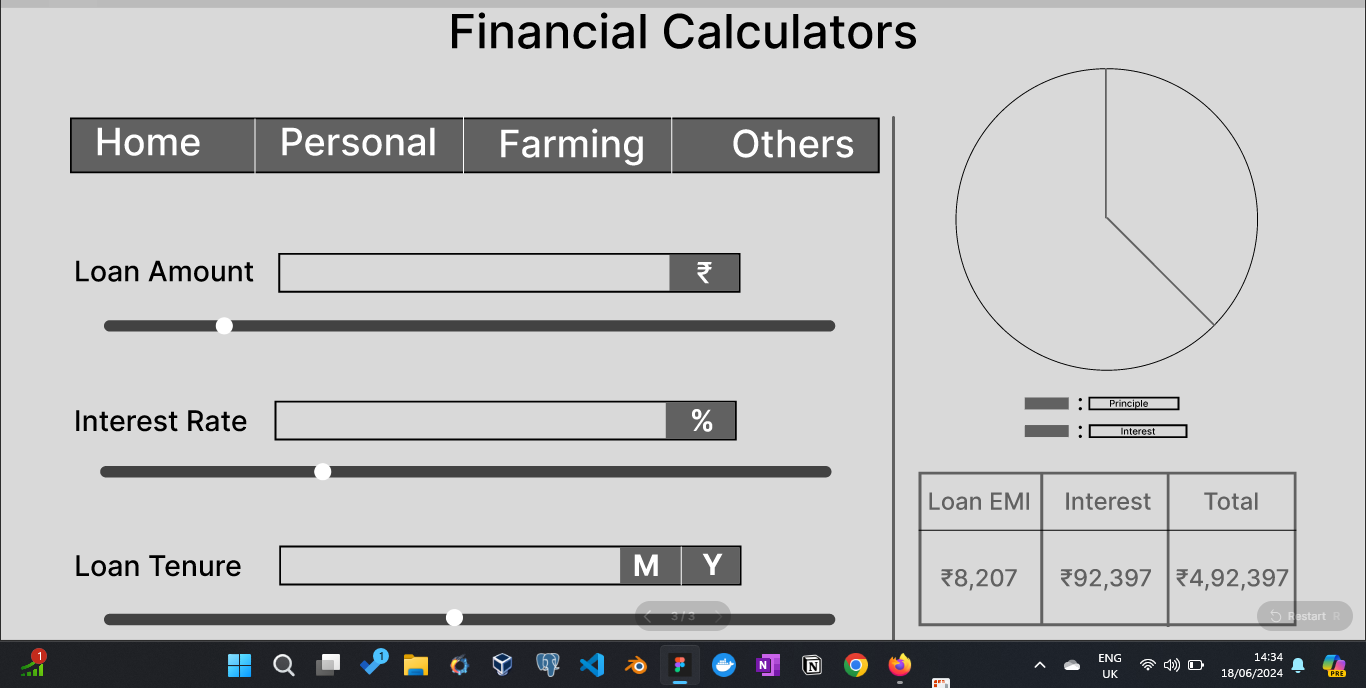 Financial Calculators
Home Personal Farming Others
Loan Amount ₹
Interest Rate %
Loan Tenure M Y
: Principle
: Interest
Loan EMI Interest Total
₹8,207 ₹92,397 ₹4,92,397
3 / 3
Restart R
1
1
N
N
ENG
UK
14:34
18/06/2024
PRE